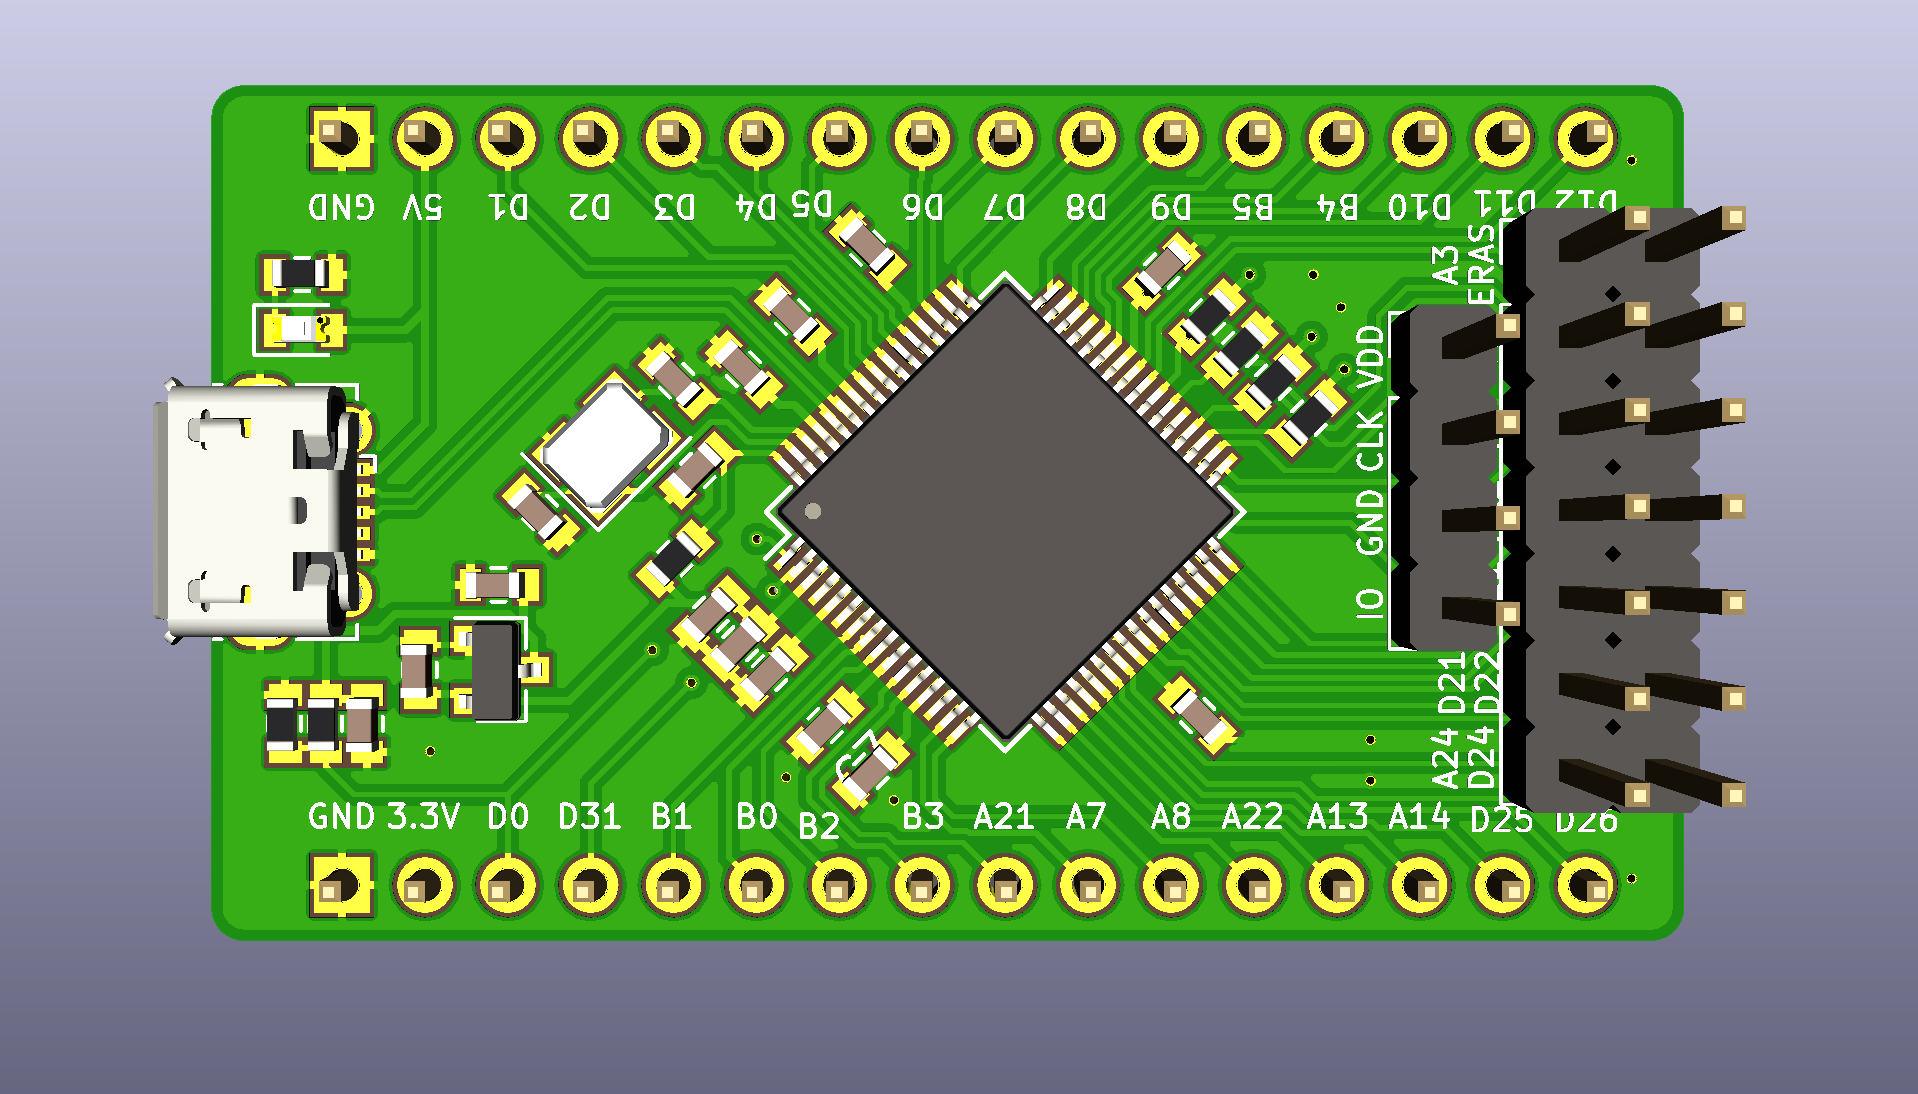 GND 5V D1 D2 D3 D4 D5 D6 D7 D8 D9 B5 B4 D10 D11 D12
A3
ERAS
VDD
CLK
GND
IO
A24 D21
D24 D22
GND 3.3V D0 D31 B1 B0 B2 B3 A21 A7 A8 A22 A13 A14 D25 D26